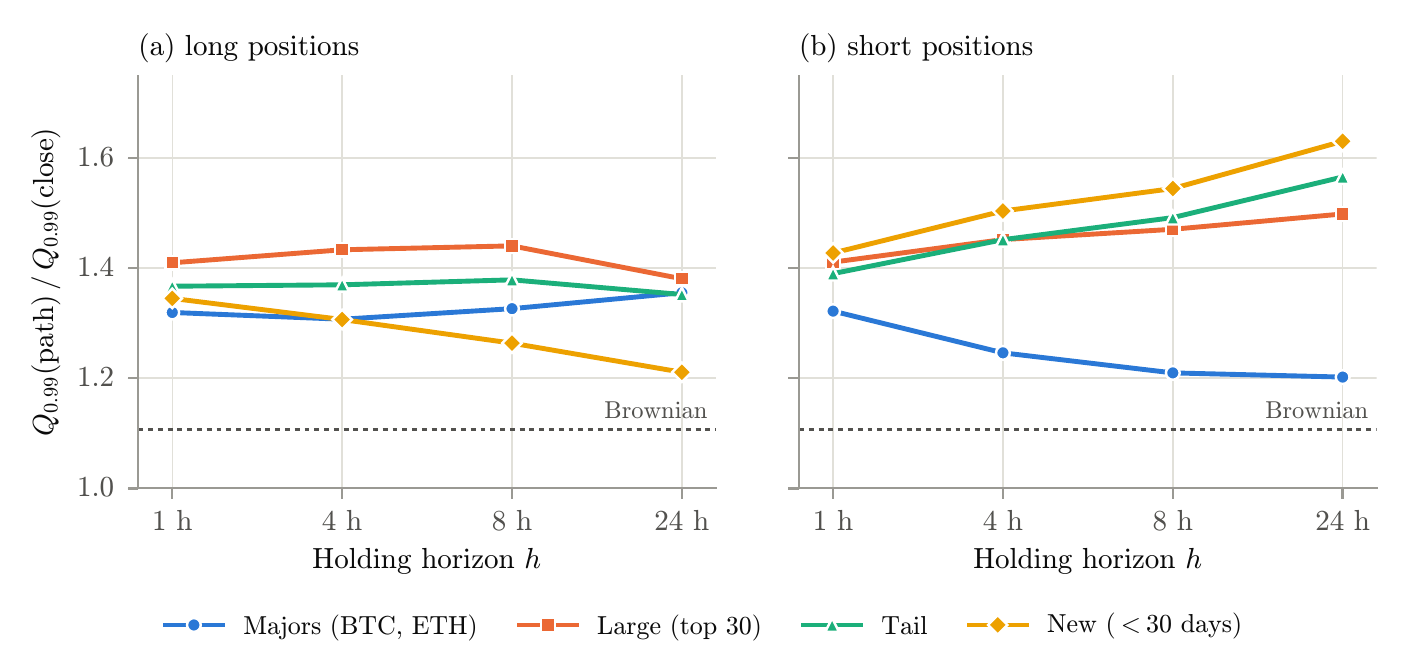 (a) long positions
(b) short positions
Q0.99(path) / Q0.99(close)
1.6
1.4
1.2
1.0
Brownian
Brownian
1 h 4 h 8 h 24 h
1 h 4 h 8 h 24 h
Holding horizon h
Holding horizon h
Majors (BTC, ETH) Large (top 30) Tail New (<30 days)